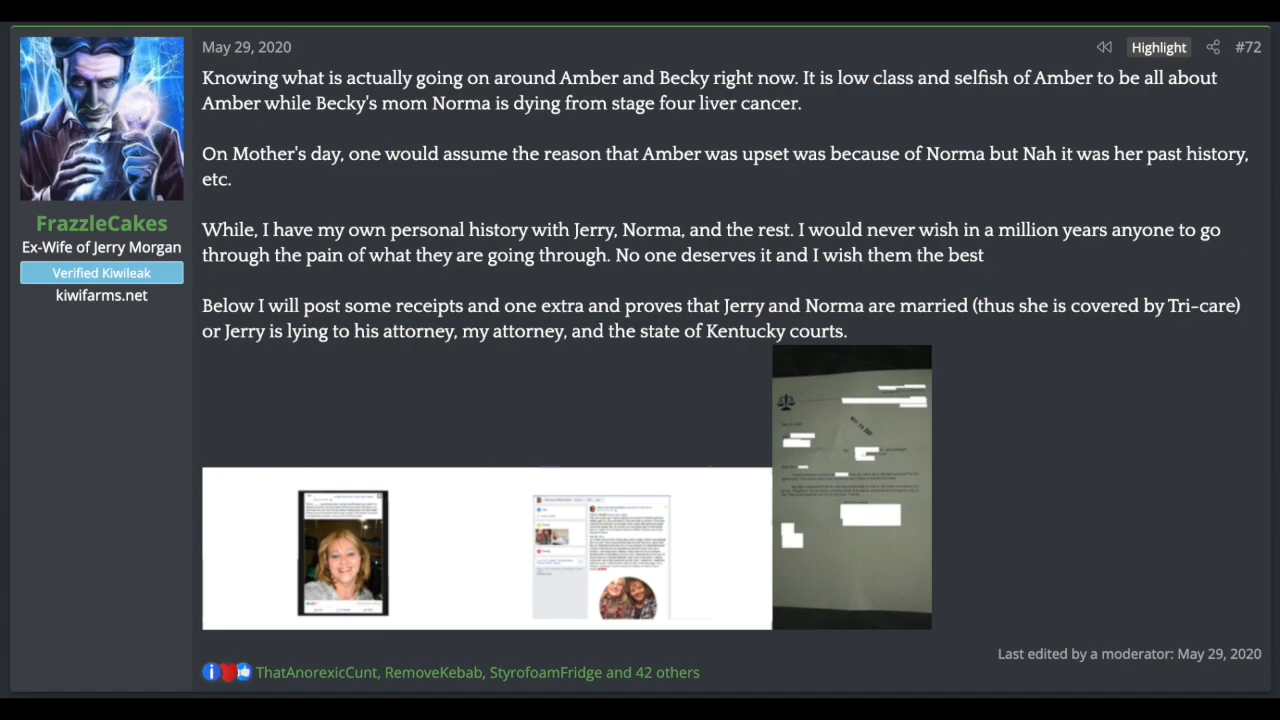 May 29, 2020
Highlight
#72
Knowing what is actually going on around Amber and Becky right now. It is low class and selfish of Amber to be all about
Amber while Becky's mom Norma is dying from stage four liver cancer.
On Mother's day, one would assume the reason that Amber was upset was because of Norma but Nah it was her past history,
etc.
FrazzleCakes
Ex-Wife of Jerry Morgan
Verified Kiwileak
kiwifarms.net
While, I have my own personal history with Jerry, Norma, and the rest. I would never wish in a million years anyone to go
through the pain of what they are going through. No one deserves it and I wish them the best
Below I will post some receipts and one extra and proves that Jerry and Norma are married (thus she is covered by Tri-care)
or Jerry is lying to his attorney, my attorney, and the state of Kentucky courts.
Last edited by a moderator: May 29, 2020
ThatAnorexicCunt, RemoveKebab, StyrofoamFridge and 42 others